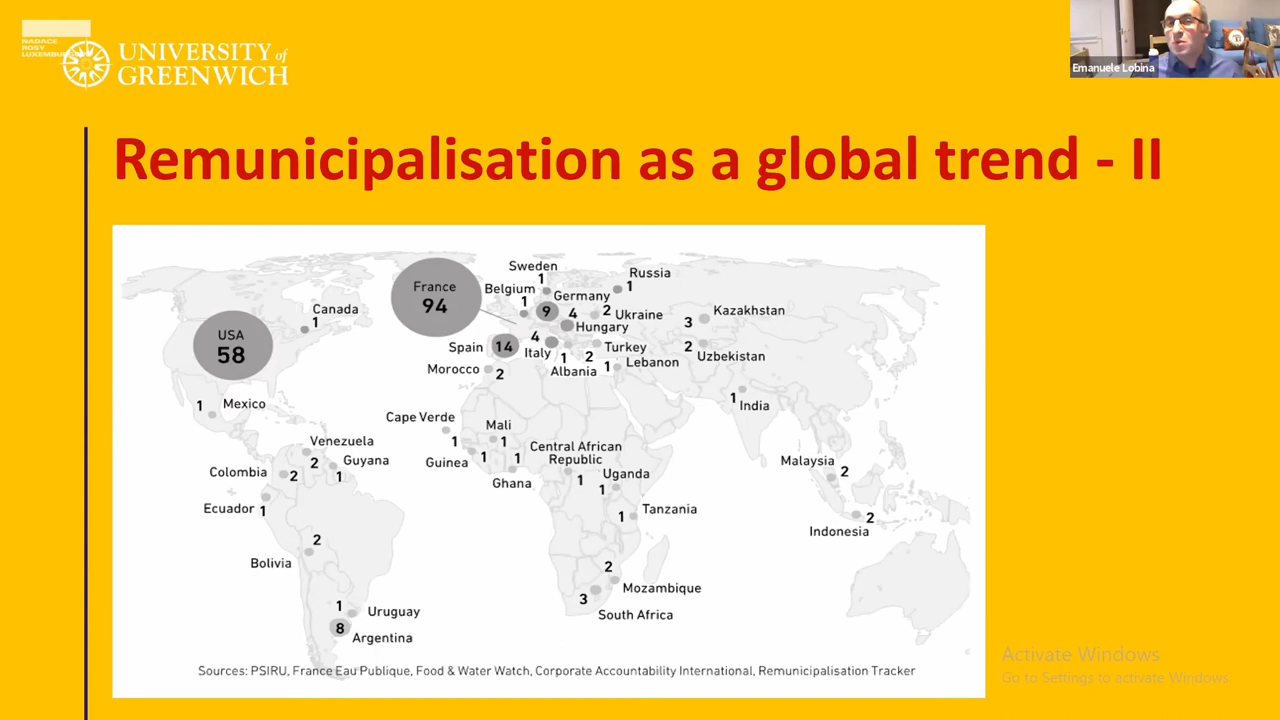 NADACE
ROSY
LUXEMBURG
UNIVERSITY of
GREENWICH
Emanuele Lobina
Remunicipalisation as a global trend - II
Sweden
1
Russia
1
France
94
Belgium
1
Germany
9
4
Hungary
2
Ukraine
Canada
1
Kazakhstan
3
USA
58
Spain
14
4
Italy
1
Albania
2
Turkey
1
Lebanon
2
Uzbekistan
Morocco
2
1
India
1
Mexico
Cape Verde
1
Mali
1
Venezuela
2
Guyana
1
Guinea
1
1
Ghana
Central African
Republic
1
Uganda
1
Colombia
2
Malaysia
2
Ecuador
1
1
Tanzania
2
Indonesia
2
Bolivia
2
Mozambique
3
South Africa
1
Uruguay
8
Argentina
Sources: PSIRU, France Eau Publique, Food & Water Watch, Corporate Accountability International, Remunicipalisation Tracker
Activate Windows
Go to Settings to activate Windows.